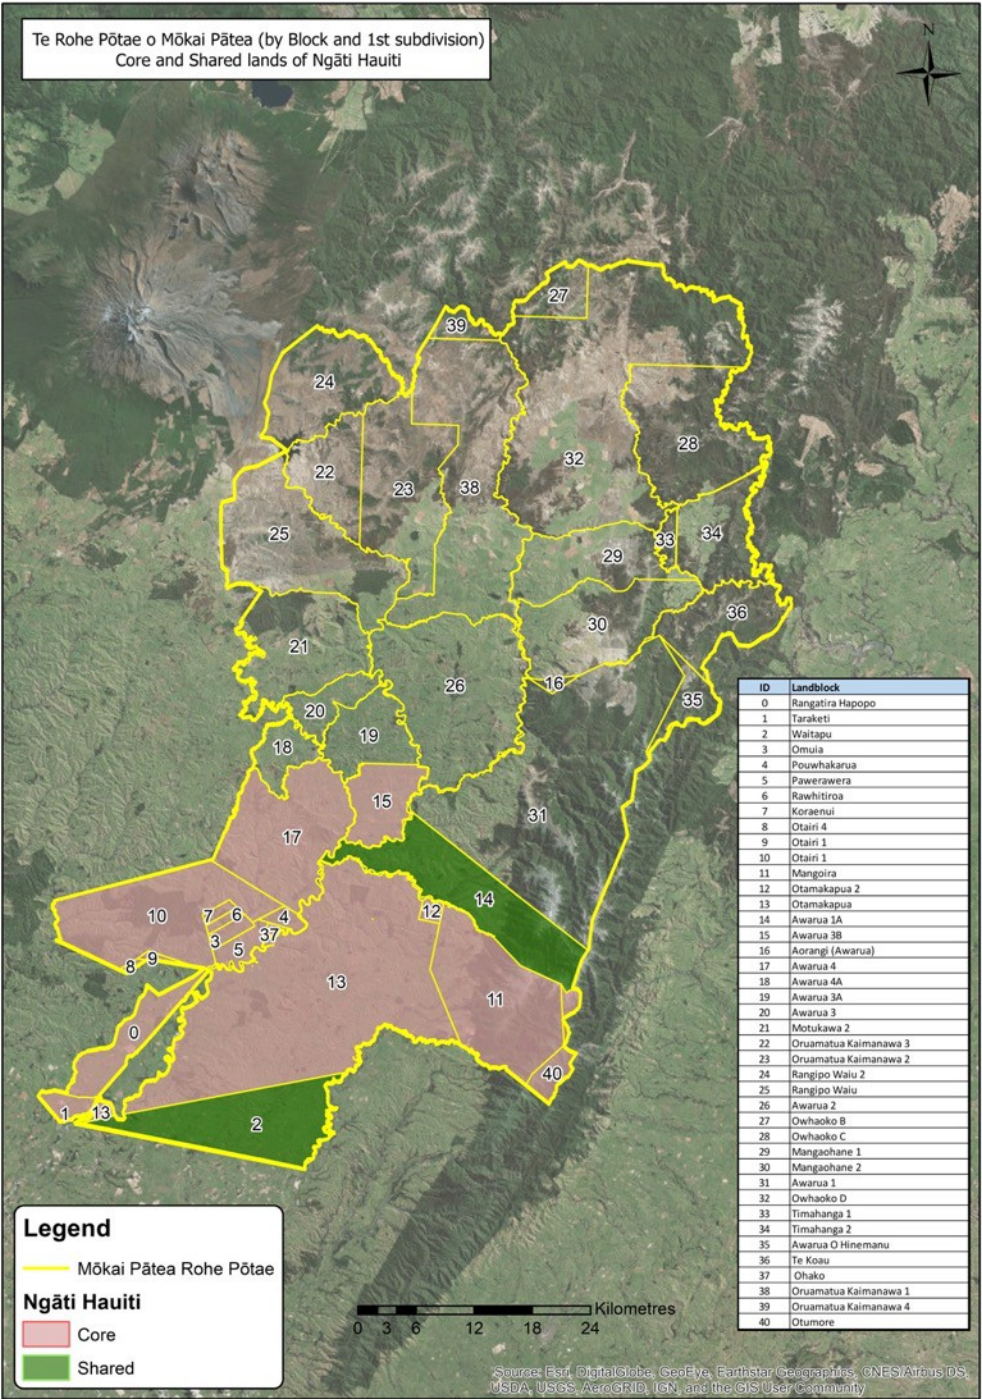 Te Rohe Pōtae o Mōkai Pātea (by Block and 1st subdivision)
Core and Shared lands of Ngāti Hauiti
N
27
39
24
28
32
22
23
38
25
33
34
29
36
30
21
16
26
35
20
19
18
15
31
17
14
10
7
6
4
12
3
37
5
8
9
13
11
0
40
1
13
2
ID Landblock
0 Rangatira Hapopo
1 Taraketi
2 Waitapu
3 Omuia
4 Pouwhakarua
5 Pawerawera
6 Rawhitiroa
7 Koraenui
8 Otairi 4
9 Otairi 1
10 Otairi 1
11 Mangoira
12 Otamakapua 2
13 Otamakapua
14 Awarua 1A
15 Awarua 3B
16 Aorangi (Awarua)
17 Awarua 4
18 Awarua 4A
19 Awarua 3A
20 Awarua 3
21 Motukawa 2
22 Oruamatua Kaimanawa 3
23 Oruamatua Kaimanawa 2
24 Rangipo Waiu 2
25 Rangipo Waiu
26 Awarua 2
27 Owhaoko B
28 Owhaoko C
29 Mangaohane 1
30 Mangaohane 2
31 Awarua 1
32 Owhaoko D
33 Timahanga 1
34 Timahanga 2
35 Awarua O Hinemanu
36 Te Koau
37 Ohako
38 Oruamatua Kaimanawa 1
39 Oruamatua Kaimanawa 4
40 Otumore
Legend
Mōkai Pātea Rohe Pōtae
Ngāti Hauiti
Core
Shared
Kilometres
0 3 6 12 18 24
Source: Esri, DigitalGlobe, GeoEye, Earthstar Geographics, CNES/Airbus DS,
USDA, USGS, AeroGRID, IGN, and the GIS User Community